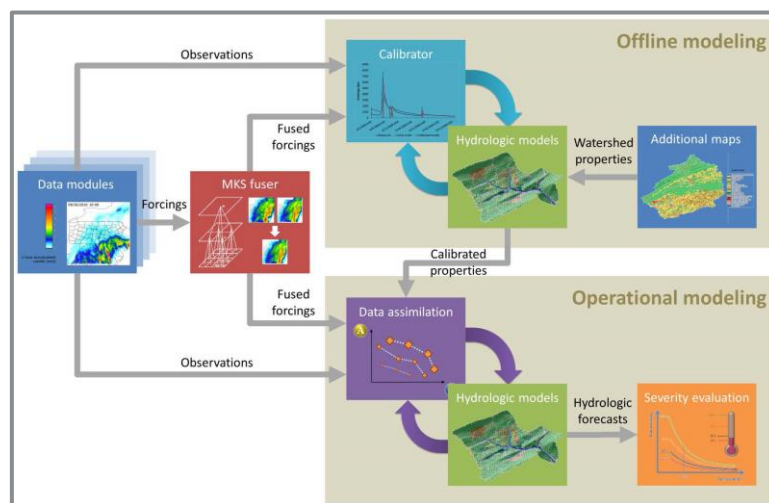 Offline modeling
Observations
Calibrator
Fused
forcings
Hydrologic models
Watershed
properties
Additional maps
Data modules
Forcings
MKS fuser
Calibrated
properties
Operational modeling
Fused
forcings
Data assimilation
A
Observations
Hydrologic models
Hydrologic
forecasts
Severity evaluation